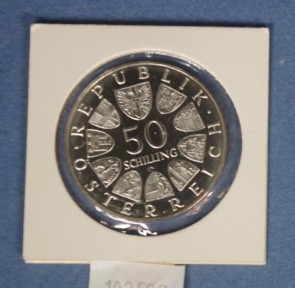 REPUBLIK
50
SCHILLING
ÖSTERREICH